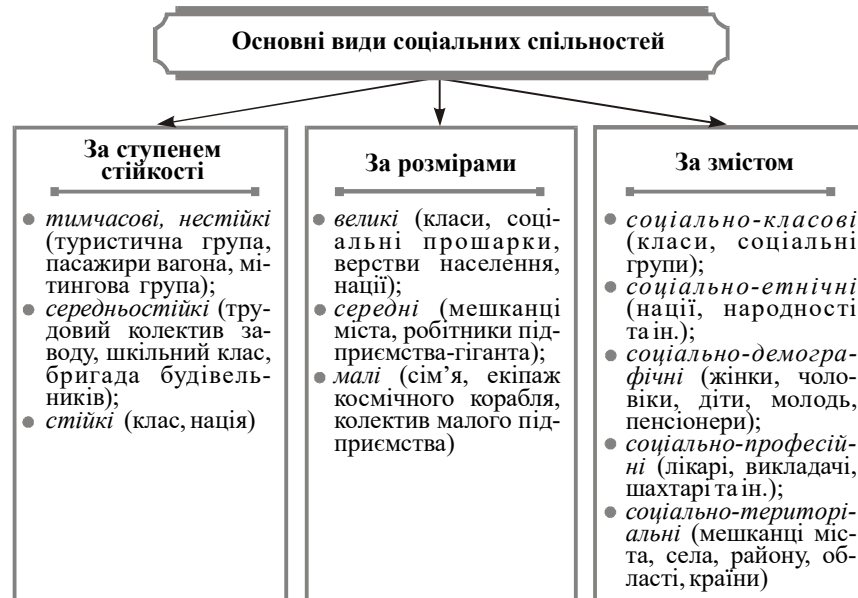 Основні види соціальних спільностей
За ступенем
стійкості
тимчасові, нестійкі
(туристична група,
пасажири вагона, мі-
тингова група);
середньостійкі (тру-
довий колектив за-
воду, шкільний клас,
бригада будівель-
ників);
стійкі (клас, нація)
За розмірами
великі (класи, соці-
альні прошарки,
верстви населення,
нації);
середні (мешканці
міста, робітники під-
приємства-гіганта);
малі (сім’я, екіпаж
космічного корабля,
колектив малого під-
приємства)
За змістом
соціально-класові
(класи, соціальні
групи);
соціально-етнічні
(нації, народності
та ін.);
соціально-демогра-
фічні (жінки, чоло-
віки, діти, молодь,
пенсіонери);
соціально-професій-
ні (лікарі, викладачі,
шахтарі та ін.);
соціально-територі-
альні (мешканці міс-
та, села, району, об-
ласті, країни)